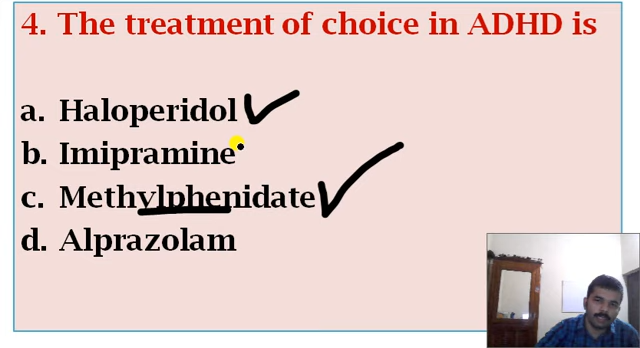 4. The treatment of choice in ADHD is
a. Haloperidol
b. Imipramine
c. Methylphenidate
d. Alprazolam